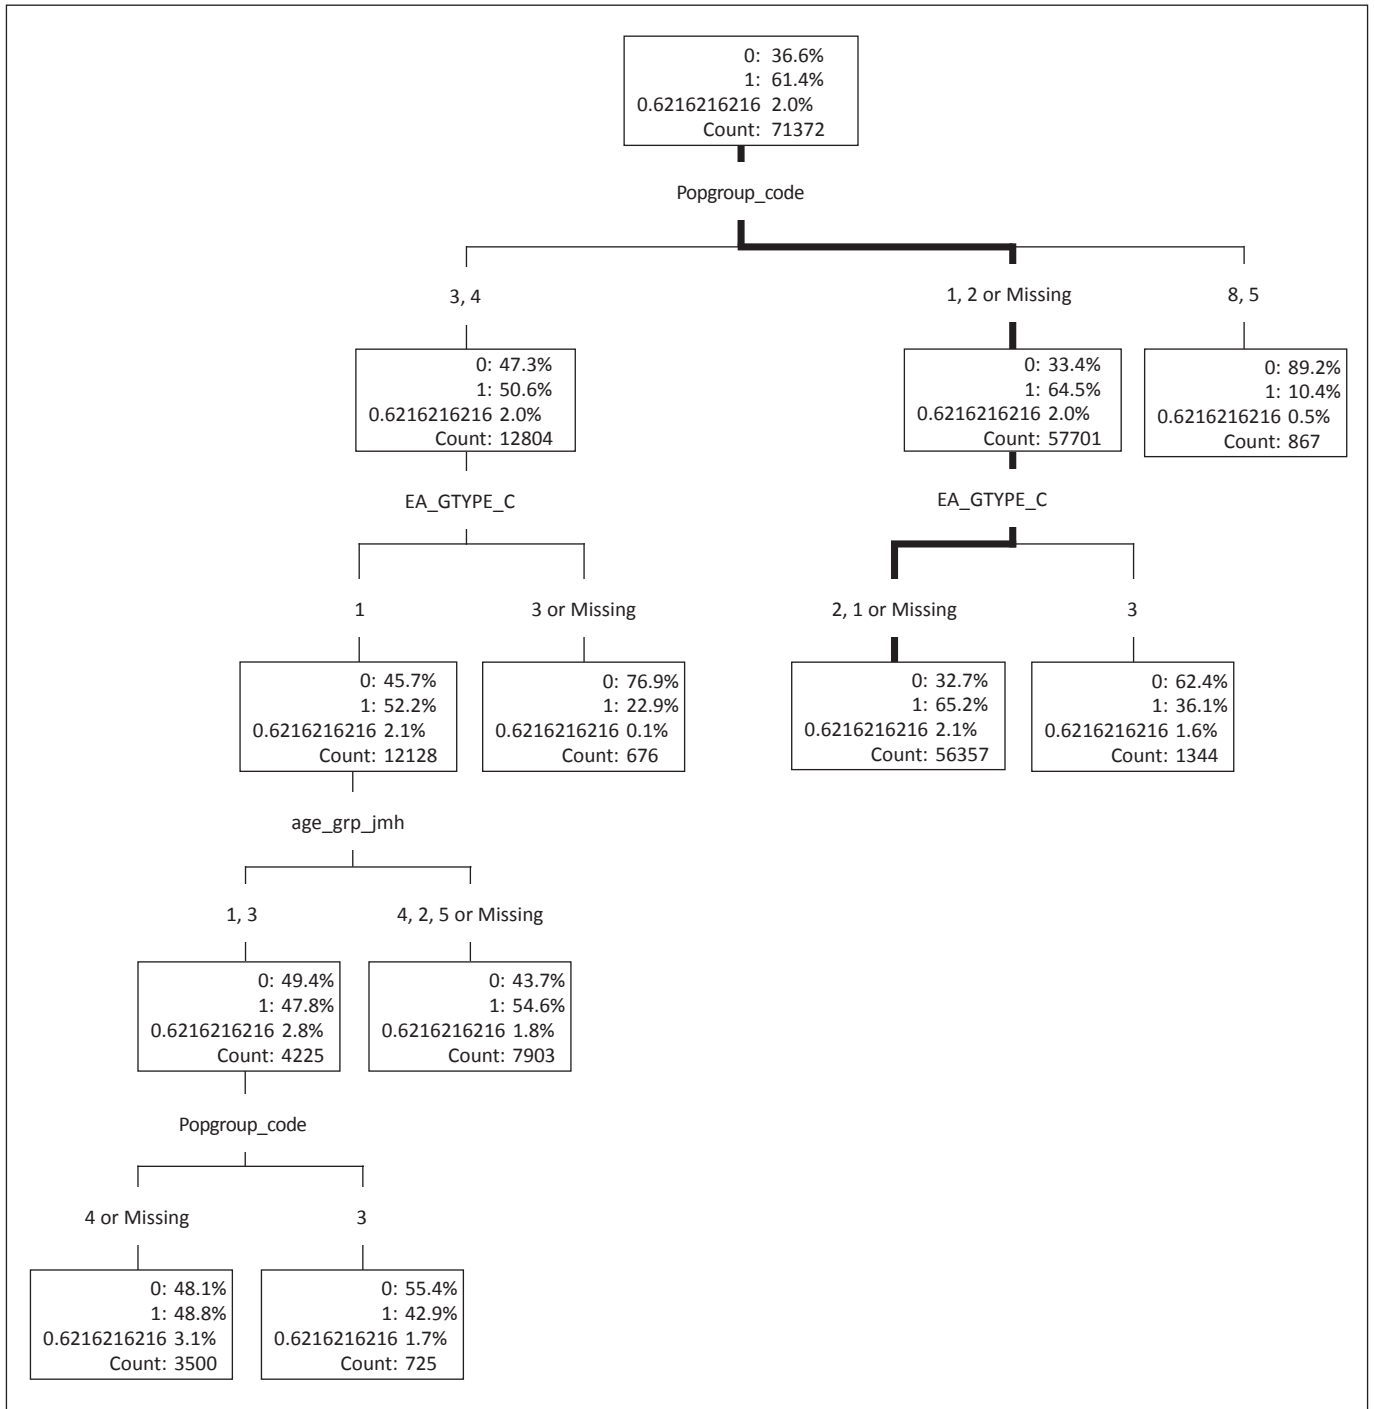 0: 36.6%
1: 61.4%
0.6216216216 2.0%
Count: 71372
Popgroup_code
3, 4
1, 2 or Missing
8, 5
0: 47.3%
1: 50.6%
0.6216216216 2.0%
Count: 12804
0: 33.4%
1: 64.5%
0.6216216216 2.0%
Count: 57701
0: 89.2%
1: 10.4%
0.6216216216 0.5%
Count: 867
EA_GTYPE_C
EA_GTYPE_C
1
3 or Missing
2, 1 or Missing
3
0: 45.7%
1: 52.2%
0.6216216216 2.1%
Count: 12128
0: 76.9%
1: 22.9%
0.6216216216 0.1%
Count: 676
0: 32.7%
1: 65.2%
0.6216216216 2.1%
Count: 56357
0: 62.4%
1: 36.1%
0.6216216216 1.6%
Count: 1344
age_grp_jmh
1, 3
4, 2, 5 or Missing
0: 49.4%
1: 47.8%
0.6216216216 2.8%
Count: 4225
0: 43.7%
1: 54.6%
0.6216216216 1.8%
Count: 7903
Popgroup_code
4 or Missing
3
0: 48.1%
1: 48.8%
0.6216216216 3.1%
Count: 3500
0: 55.4%
1: 42.9%
0.6216216216 1.7%
Count: 725